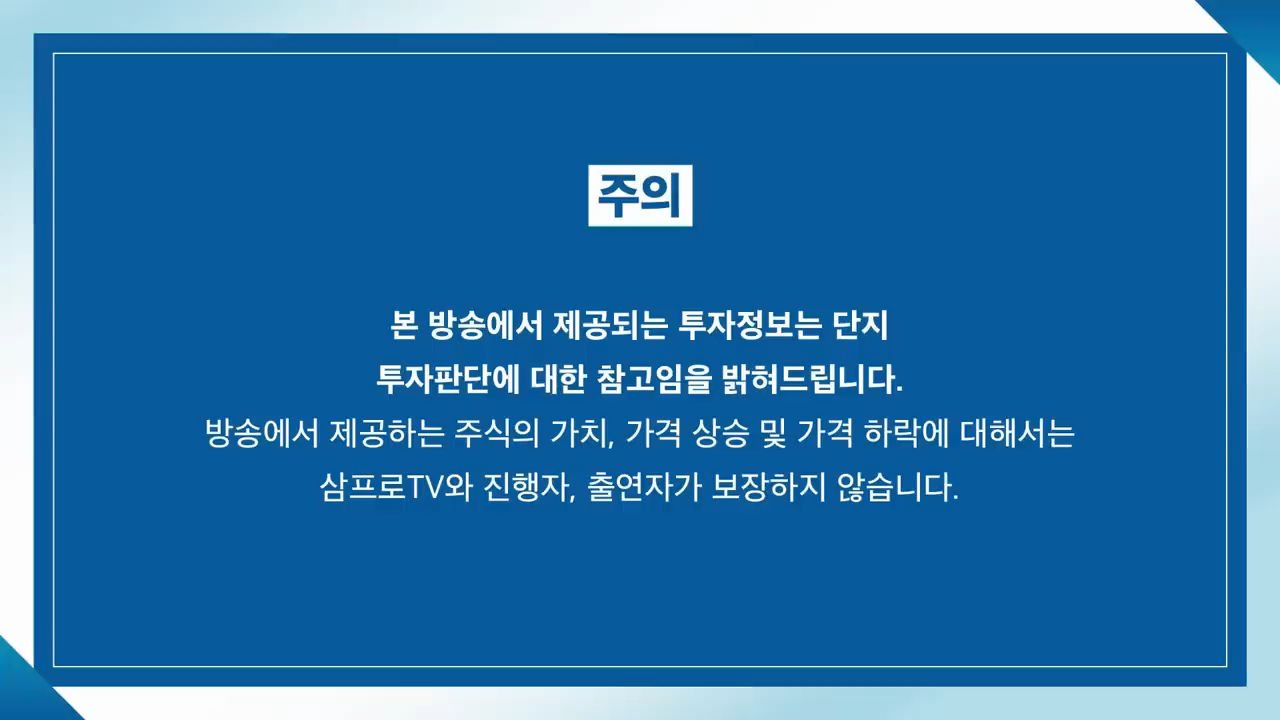 주의
본 방송에서 제공되는 투자정보는 단지
투자판단에 대한 참고임을 밝혀드립니다.
방송에서 제공하는 주식의 가치, 가격 상승 및 가격 하락에 대해서는
삼프로TV와 진행자, 출연자가 보장하지 않습니다.